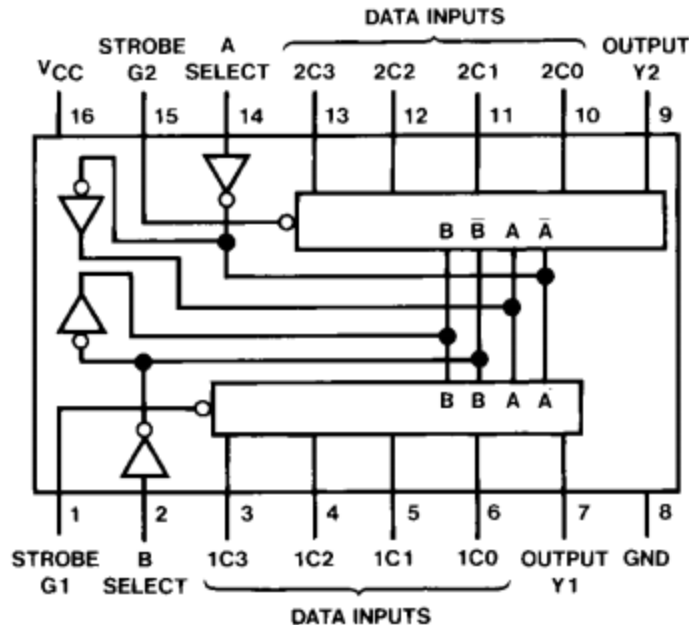 DATA INPUTS
STROBE A OUTPUT
VCC G2 SELECT 2C3 2C2 2C1 2C0 Y2
16 15 14 13 12 11 10 9
B B̅ A A̅
B B A A
1 2 3 4 5 6 7 8
STROBE B 1C3 1C2 1C1 1C0 OUTPUT GND
G1 SELECT Y1
DATA INPUTS